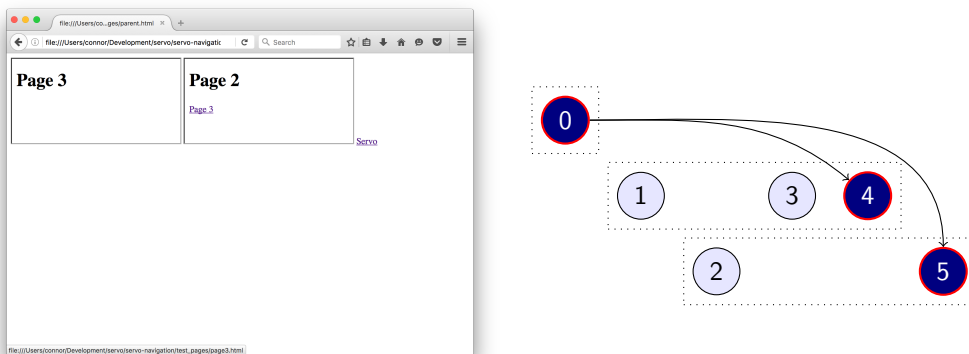 file:///Users/co...ges/parent.html × +
file:///Users/connor/Development/servo/servo-navigatic
Search
Page 3
Page 2
Page 3
Servo
file:///Users/connor/Development/servo/servo-navigation/test_pages/page3.html
0
1
3
4
2
5